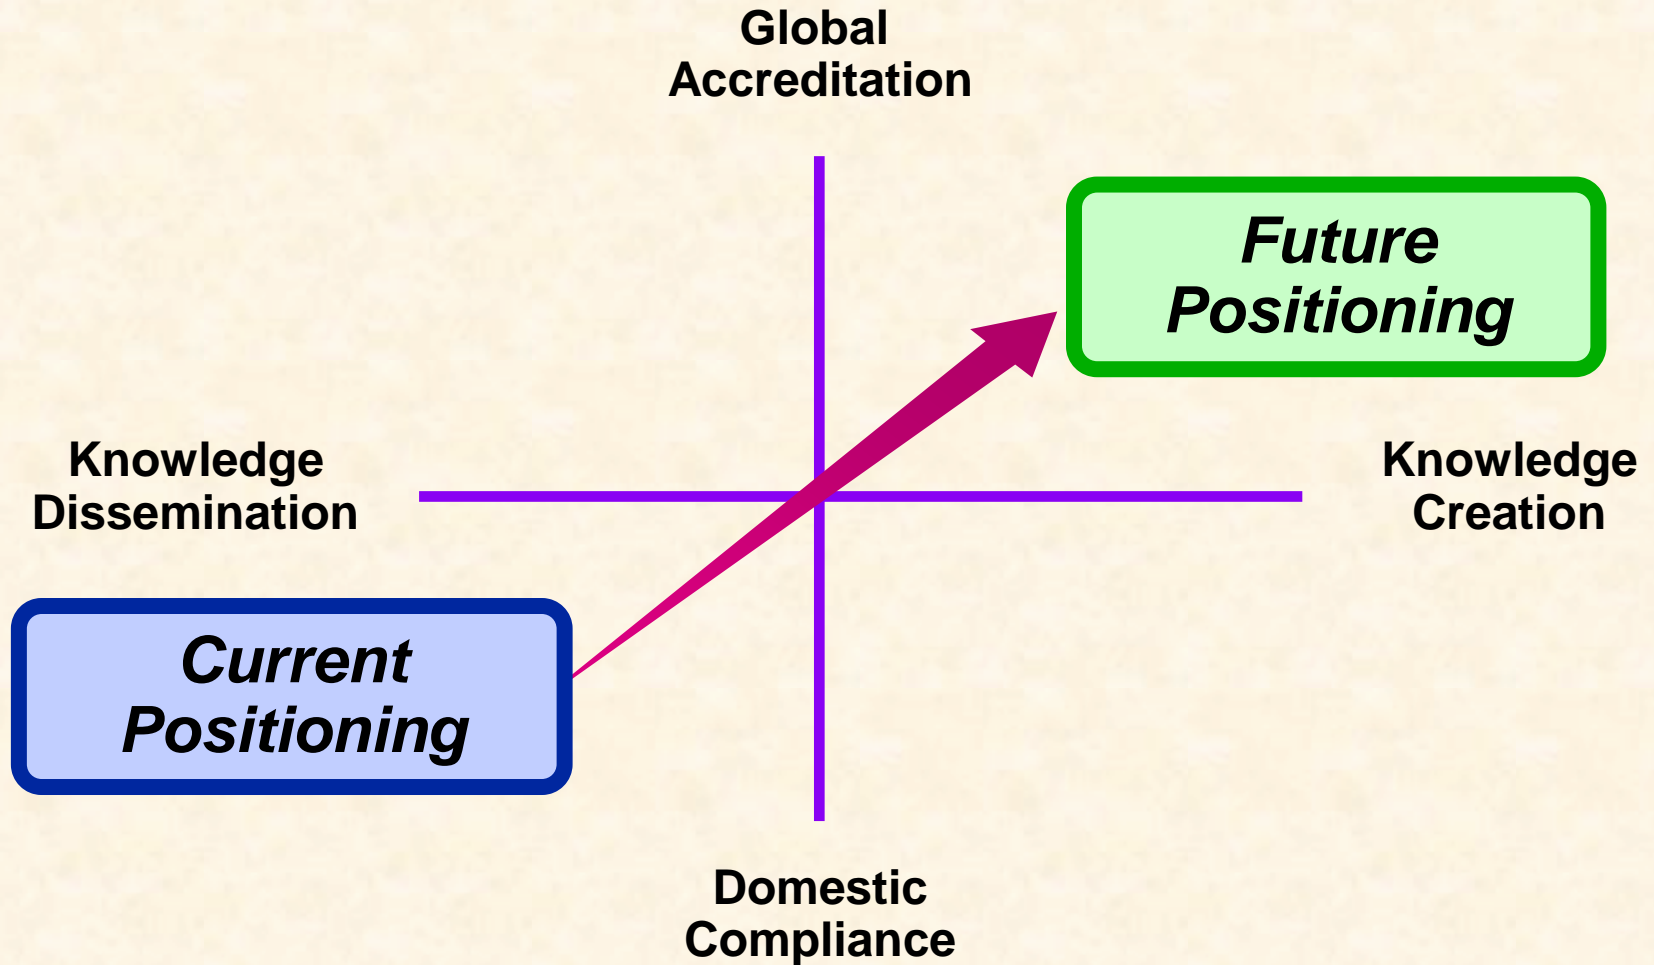 Global
Accreditation
Future
Positioning
Knowledge
Dissemination
Knowledge
Creation
Current
Positioning
Domestic
Compliance